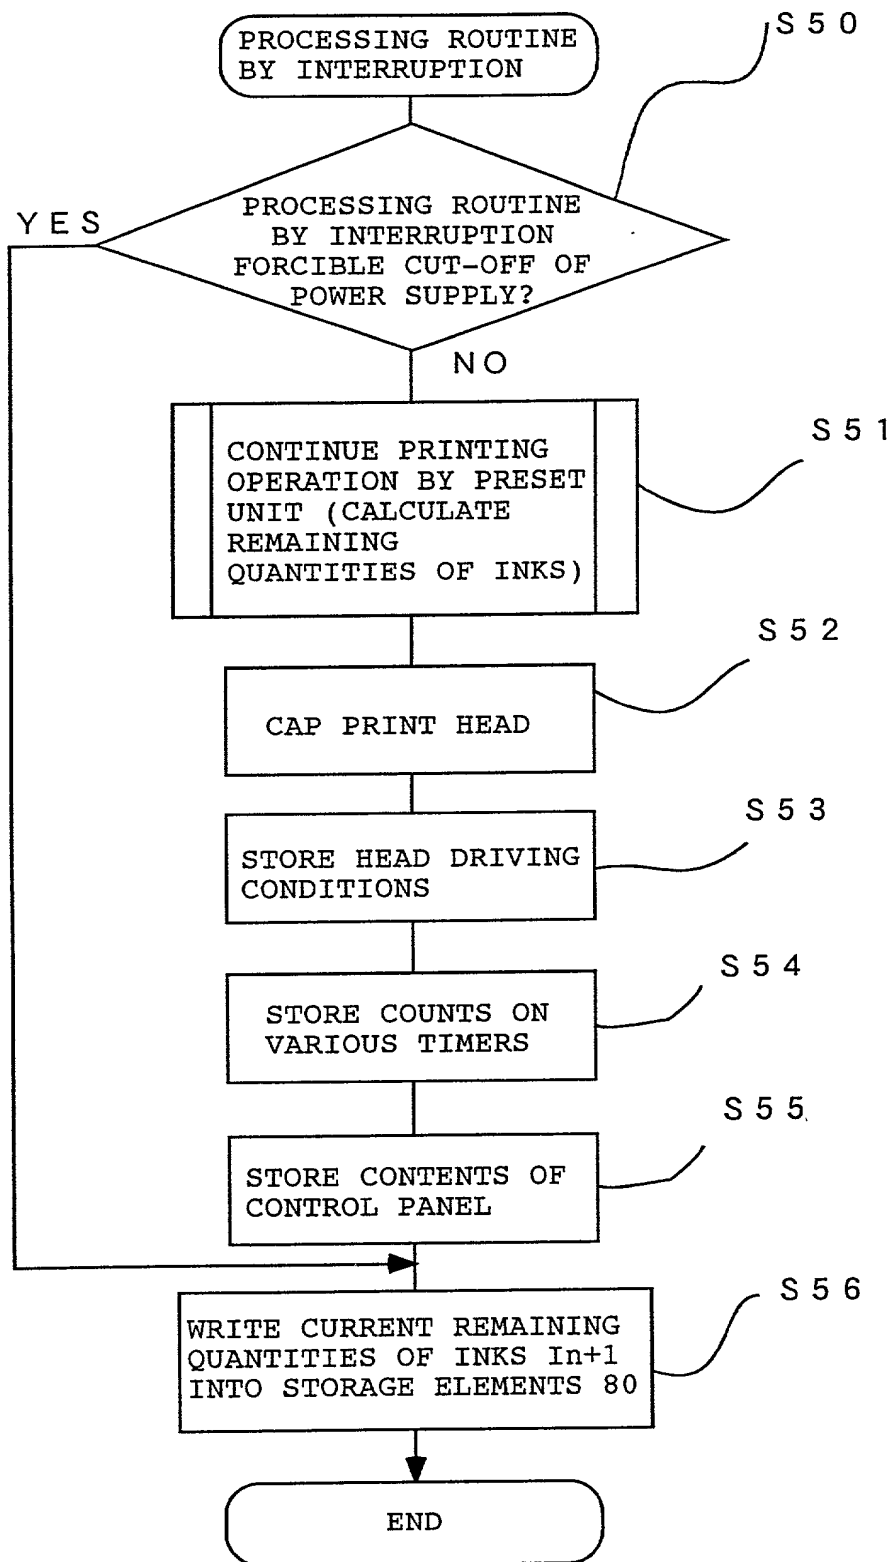 S50
PROCESSING ROUTINE
BY INTERRUPTION
YES
PROCESSING ROUTINE
BY INTERRUPTION
FORCIBLE CUT-OFF OF
POWER SUPPLY?
NO
S51
CONTINUE PRINTING
OPERATION BY PRESET
UNIT (CALCULATE
REMAINING
QUANTITIES OF INKS)
S52
CAP PRINT HEAD
S53
STORE HEAD DRIVING
CONDITIONS
S54
STORE COUNTS ON
VARIOUS TIMERS
S55
STORE CONTENTS OF
CONTROL PANEL
S56
WRITE CURRENT REMAINING
QUANTITIES OF INKS In+1
INTO STORAGE ELEMENTS 80
END